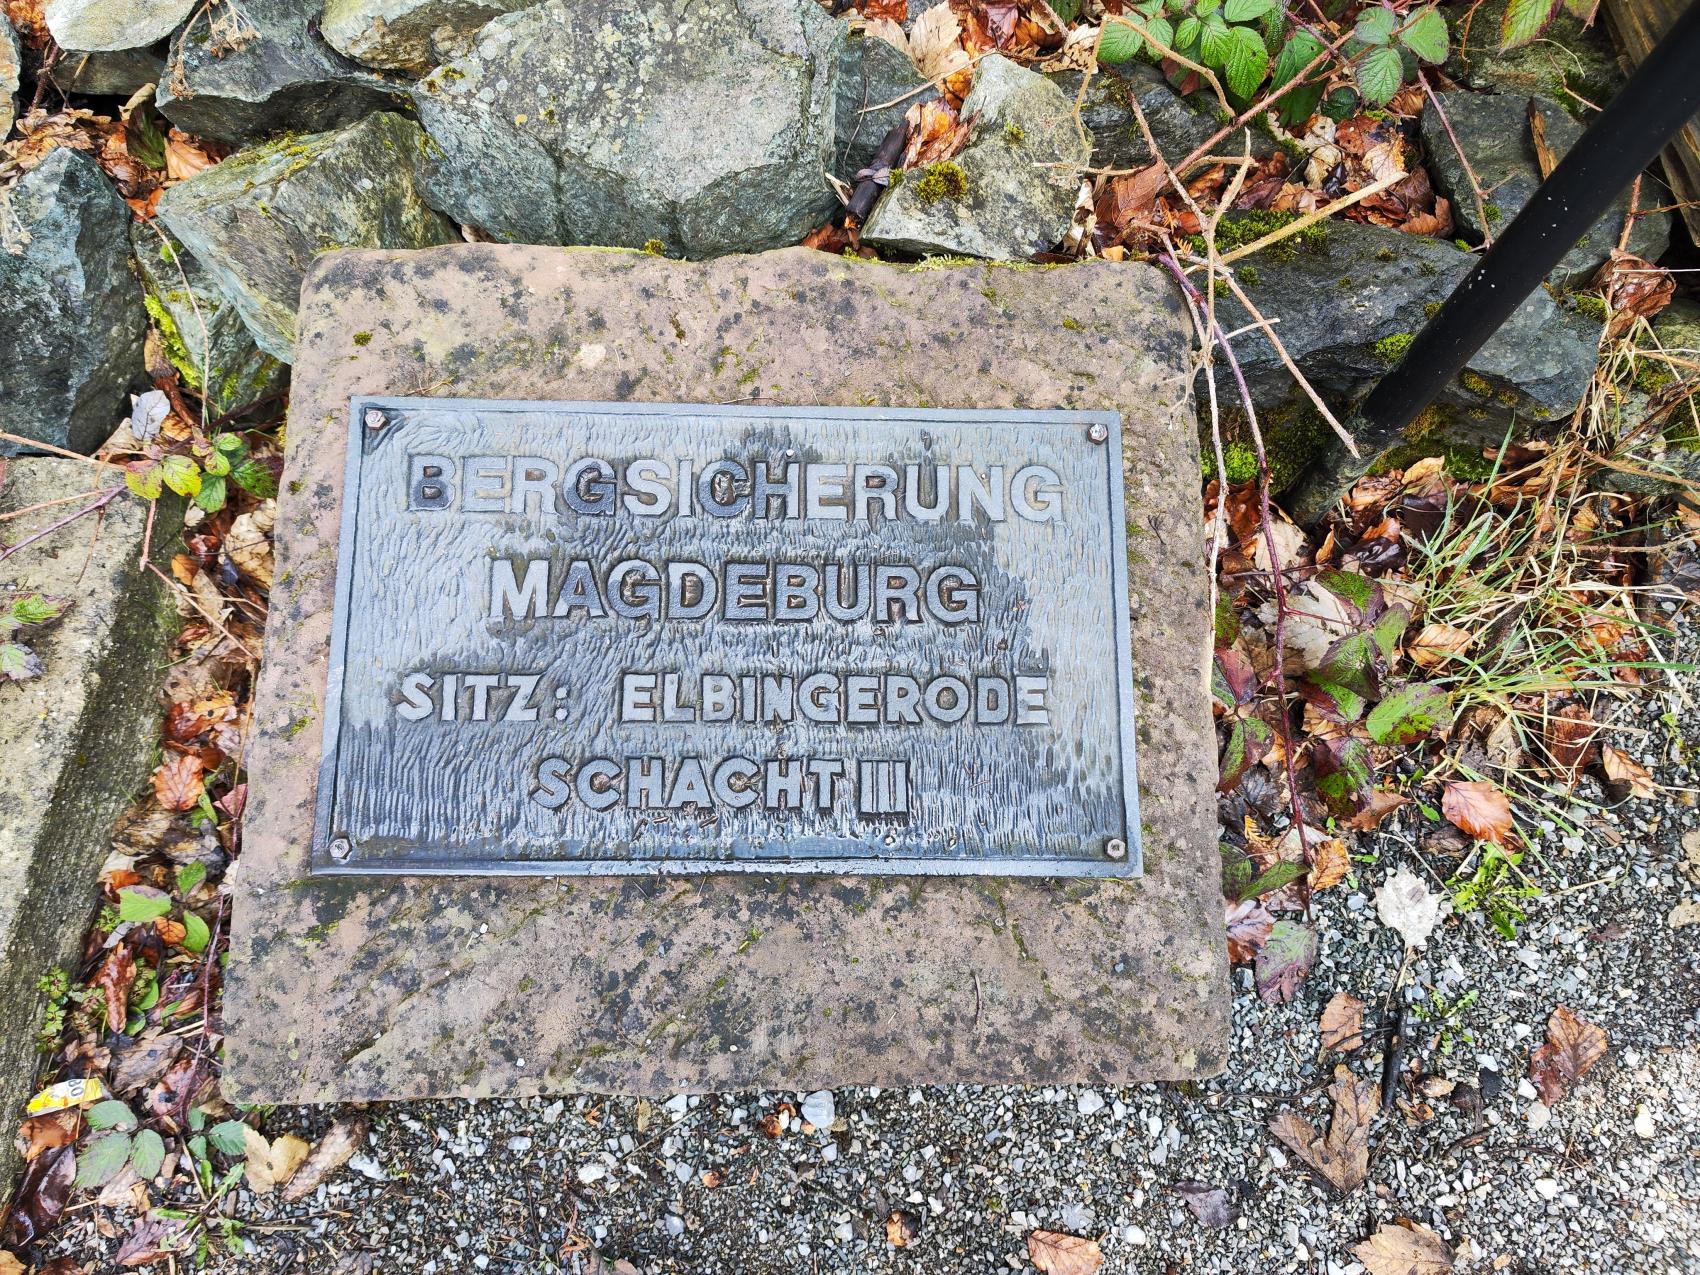 BERGSICHERUNG
MAGDEBURG
SITZ: ELBINGERODE
SCHACHT III